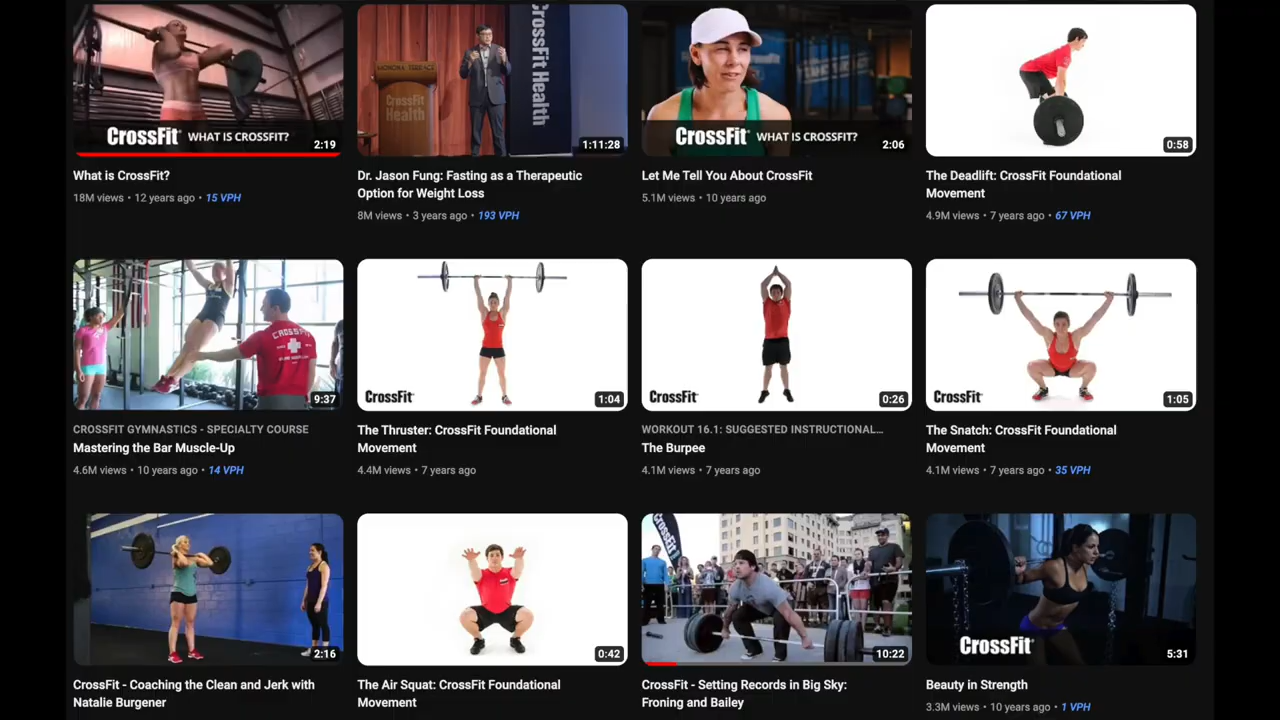 CrossFit WHAT IS CROSSFIT?
2:19
MONONA TERRACE
CrossFit
Health
CrossFit Health
1:11:28
CrossFit WHAT IS CROSSFIT?
2:06
0:58
What is CrossFit?
18M views • 12 years ago • 15 VPH
Dr. Jason Fung: Fasting as a Therapeutic
Option for Weight Loss
8M views • 3 years ago • 193 VPH
Let Me Tell You About CrossFit
5.1M views • 10 years ago
The Deadlift: CrossFit Foundational
Movement
4.9M views • 7 years ago • 67 VPH
CROSSFIT
9:37
CrossFit
1:04
CrossFit
0:26
CrossFit
1:05
CROSSFIT GYMNASTICS - SPECIALTY COURSE
Mastering the Bar Muscle-Up
4.6M views • 10 years ago • 14 VPH
The Thruster: CrossFit Foundational
Movement
4.4M views • 7 years ago
WORKOUT 16.1: SUGGESTED INSTRUCTIONAL…
The Burpee
4.1M views • 7 years ago
The Snatch: CrossFit Foundational
Movement
4.1M views • 7 years ago • 35 VPH
2:16
0:42
CrossFit
10:22
CrossFit
5:31
CrossFit - Coaching the Clean and Jerk with
Natalie Burgener
The Air Squat: CrossFit Foundational
Movement
CrossFit - Setting Records in Big Sky:
Froning and Bailey
Beauty in Strength
3.3M views • 10 years ago • 1 VPH